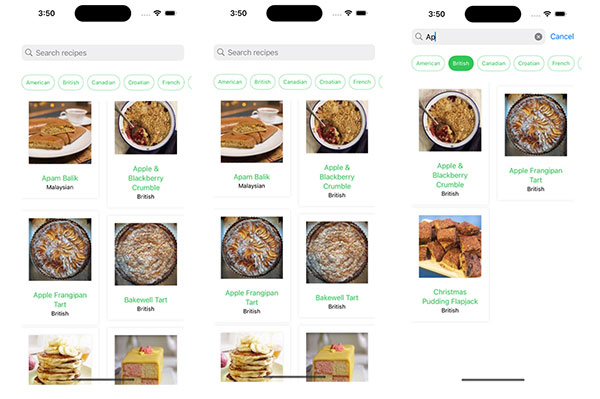 3:50
Search recipes
American British Canadian Croatian French
Apam Balik
Malaysian
Apple &
Blackberry
Crumble
British
Apple Frangipan
Tart
British
Bakewell Tart
British
3:50
Search recipes
American British Canadian Croatian French
Apam Balik
Malaysian
Apple &
Blackberry
Crumble
British
Apple Frangipan
Tart
British
Bakewell Tart
British
3:50
Ap
Cancel
American British Canadian Croatian French
Apple &
Blackberry
Crumble
British
Apple Frangipan
Tart
British
Christmas
Pudding Flapjack
British